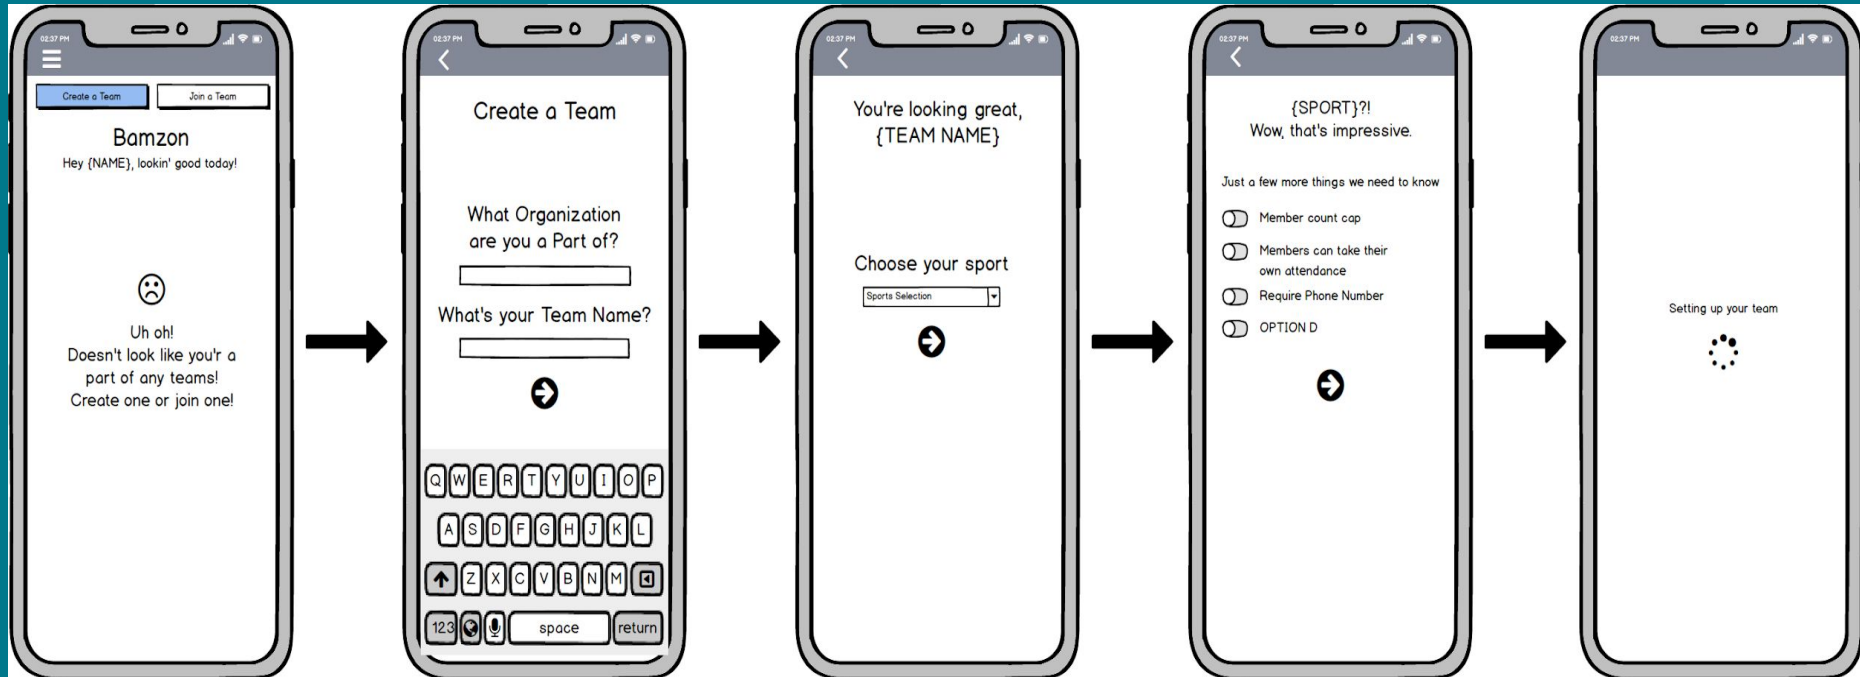 02:37 PM
Create a Team
Join a Team
Bamzon
Hey {NAME}, lookin' good today!
Uh oh!
Doesn't look like you'r a
part of any teams!
Create one or join one!
02:37 PM
Create a Team
What Organization
are you a Part of?
What's your Team Name?
Q W E R T Y U I O P
A S D F G H J K L
Z X C V B N M
123 space return
02:37 PM
You're looking great,
{TEAM NAME}
Choose your sport
Sports Selection
02:37 PM
{SPORT}?!
Wow, that's impressive.
Just a few more things we need to know
Member count cap
Members can take their
own attendance
Require Phone Number
OPTION D
02:37 PM
Setting up your team